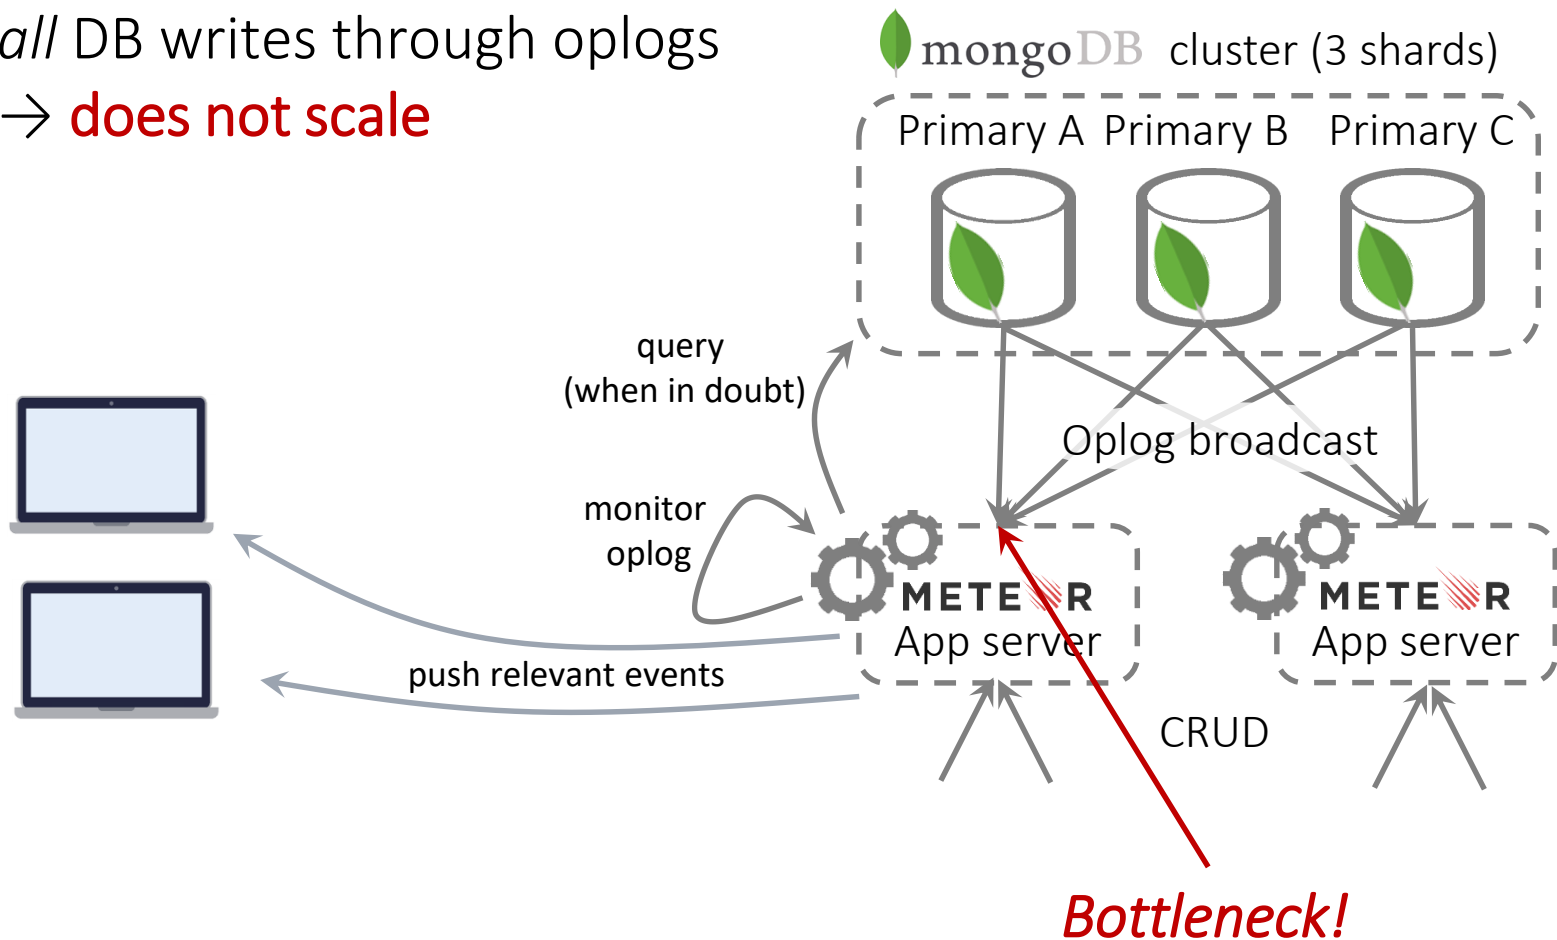 all DB writes through oplogs
→ does not scale
mongoDB cluster (3 shards)
Primary A Primary B Primary C
query
(when in doubt)
Oplog broadcast
monitor
oplog
METEOR
App server
METEOR
App server
push relevant events
CRUD
Bottleneck!